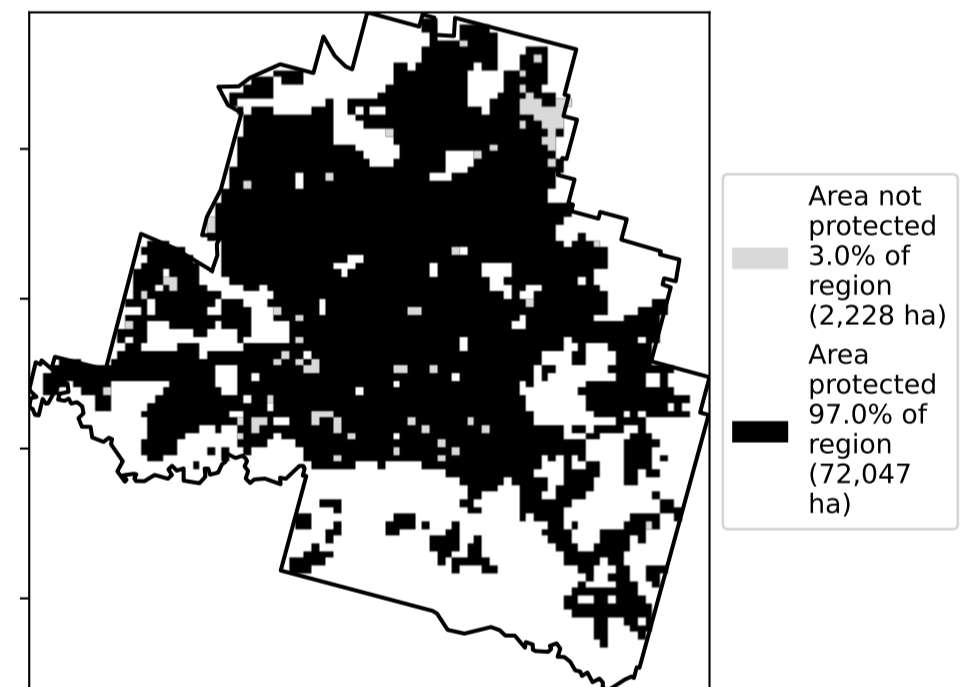 Area not
protected
3.0% of
region
(2,228 ha)
Area
protected
97.0% of
region
(72,047
ha)